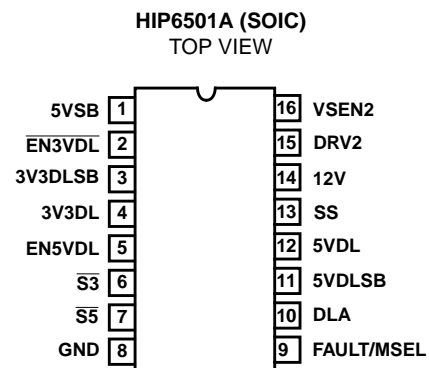 HIP6501A (SOIC)
TOP VIEW
5VSB 1 16 VSEN2
EN3VDL 2 15 DRV2
3V3DLSB 3 14 12V
3V3DL 4 13 SS
EN5VDL 5 12 5VDL
S3 6 11 5VDLSB
S5 7 10 DLA
GND 8 9 FAULT/MSEL